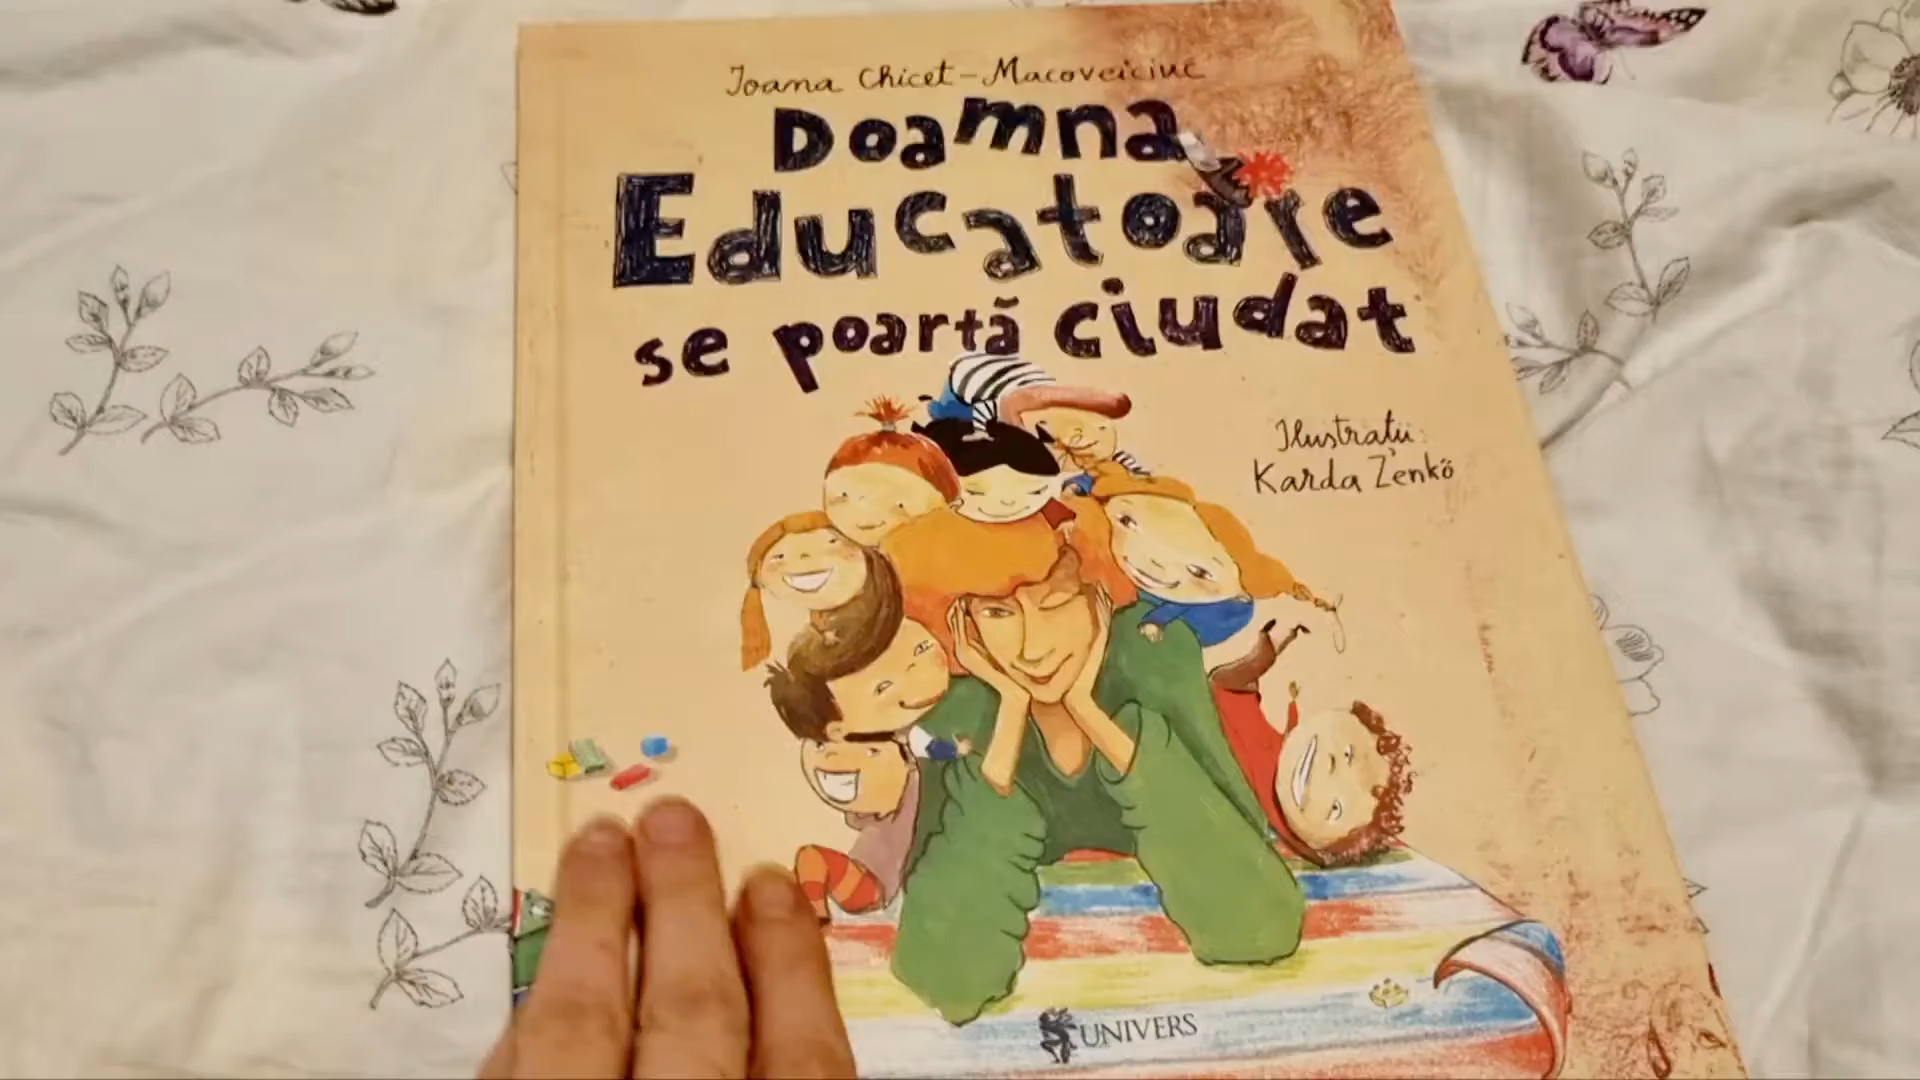 Ioana Chicet-Macoveiciuc
Doamna
Educatoare
se poartă ciudat
Ilustrații:
Karda Zenkö
UNIVERS